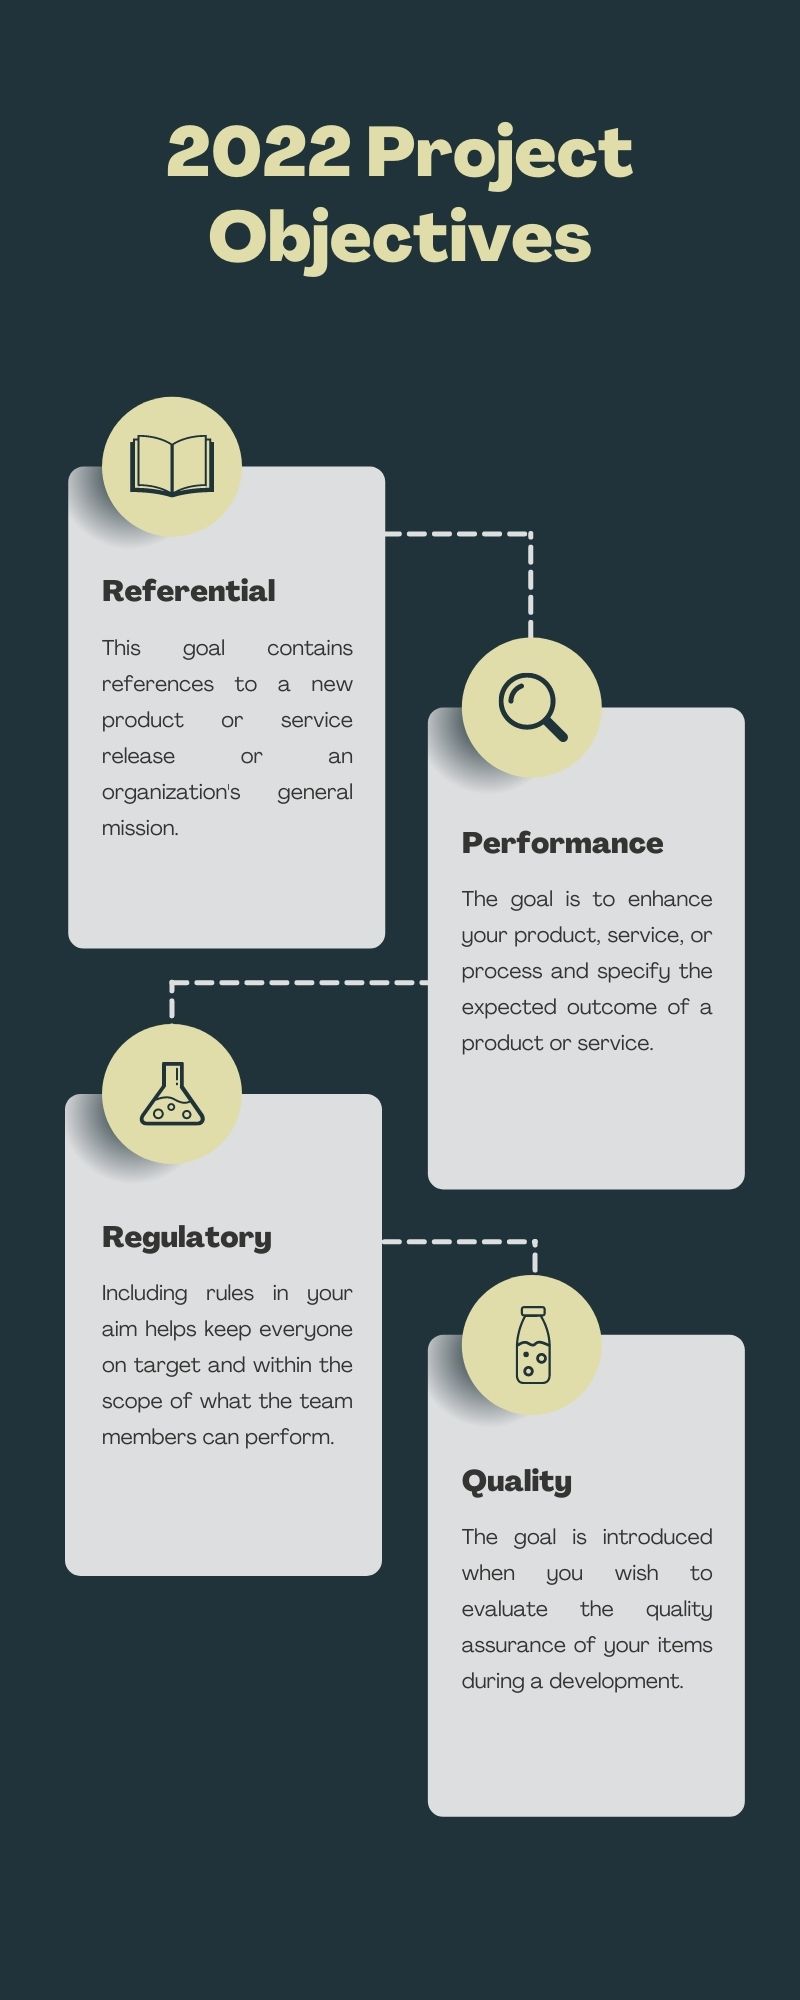 2022 Project
Objectives
Referential
This goal contains
references to a new
product or service
release or an
organization's general
mission.
Performance
The goal is to enhance
your product, service, or
process and specify the
expected outcome of a
product or service.
Regulatory
Including rules in your
aim helps keep everyone
on target and within the
scope of what the team
members can perform.
Quality
The goal is introduced
when you wish to
evaluate the quality
assurance of your items
during a development.